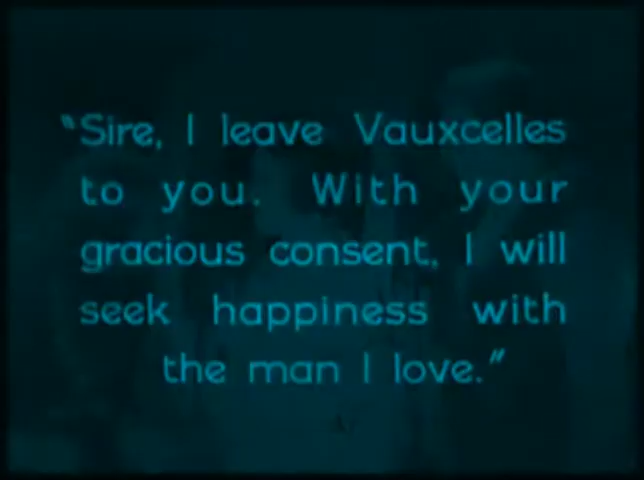 “Sire, I leave Vauxcelles
to you. With your
gracious consent, I will
seek happiness with
the man I love.”